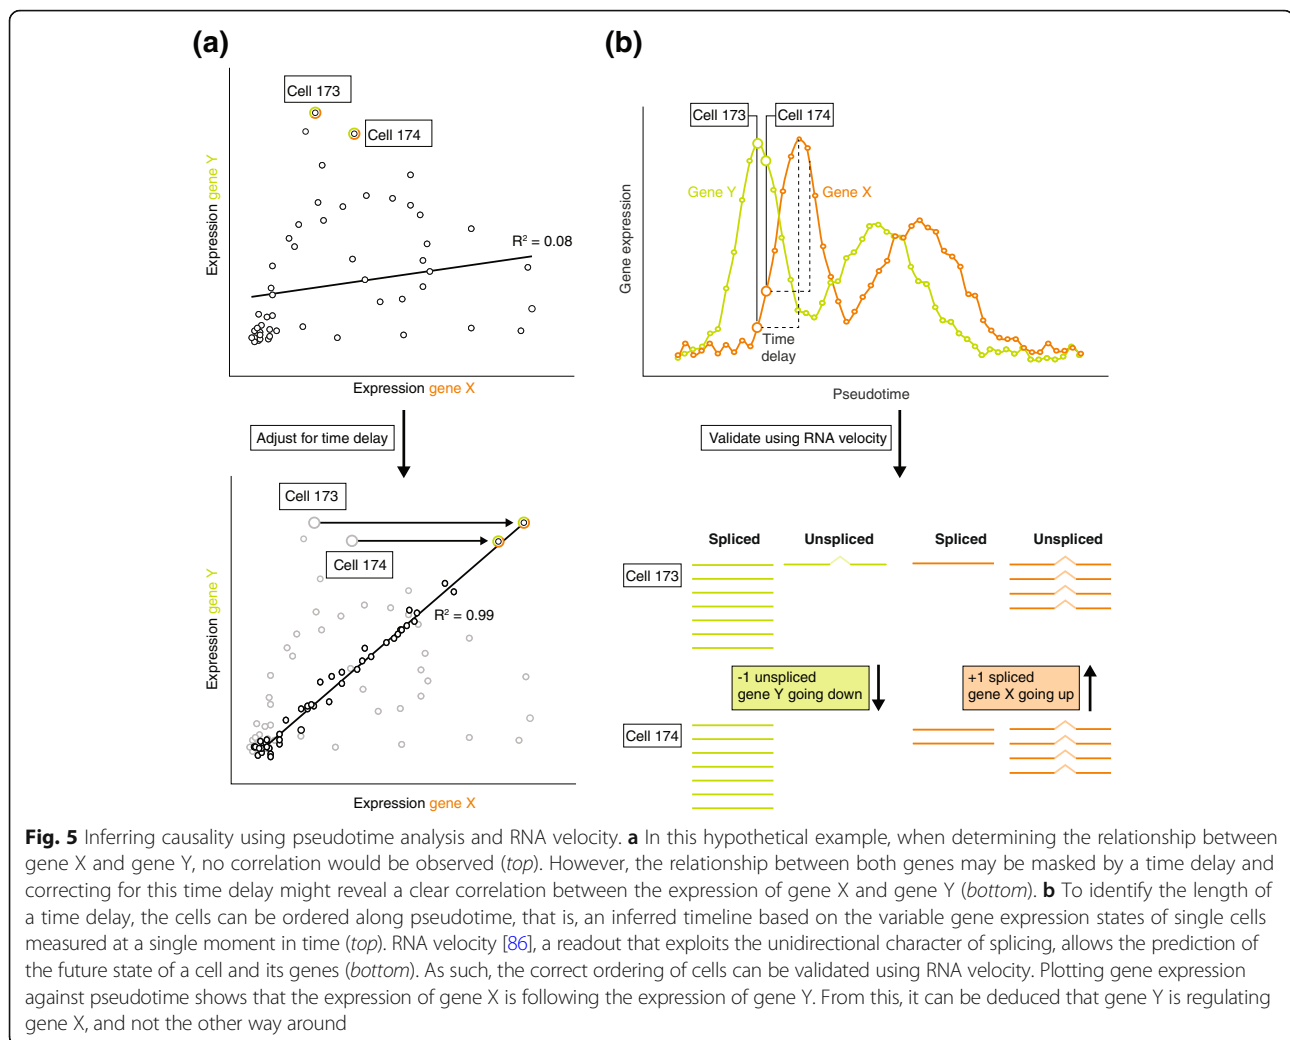 (a)
Cell 173
Cell 174
Expression gene Y
R² = 0.08
Expression gene X
Adjust for time delay
Cell 173
Cell 174
Expression gene Y
R² = 0.99
Expression gene X
(b)
Cell 173
Cell 174
Gene Y
Gene X
Gene expression
Time
delay
Pseudotime
Validate using RNA velocity
Spliced
Unspliced
Spliced
Unspliced
Cell 173
-1 unspliced
gene Y going down
+1 spliced
gene X going up
Cell 174
Fig. 5 Inferring causality using pseudotime analysis and RNA velocity. a In this hypothetical example, when determining the relationship between
gene X and gene Y, no correlation would be observed (top). However, the relationship between both genes may be masked by a time delay and
correcting for this time delay might reveal a clear correlation between the expression of gene X and gene Y (bottom). b To identify the length of
a time delay, the cells can be ordered along pseudotime, that is, an inferred timeline based on the variable gene expression states of single cells
measured at a single moment in time (top). RNA velocity [86], a readout that exploits the unidirectional character of splicing, allows the prediction of
the future state of a cell and its genes (bottom). As such, the correct ordering of cells can be validated using RNA velocity. Plotting gene expression
against pseudotime shows that the expression of gene X is following the expression of gene Y. From this, it can be deduced that gene Y is regulating
gene X, and not the other way around